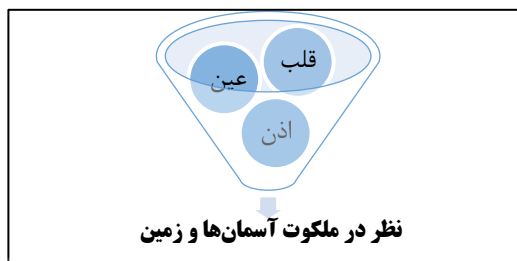 قلب
عین
اذن
نظر در ملکوت آسمان‌ها و زمین